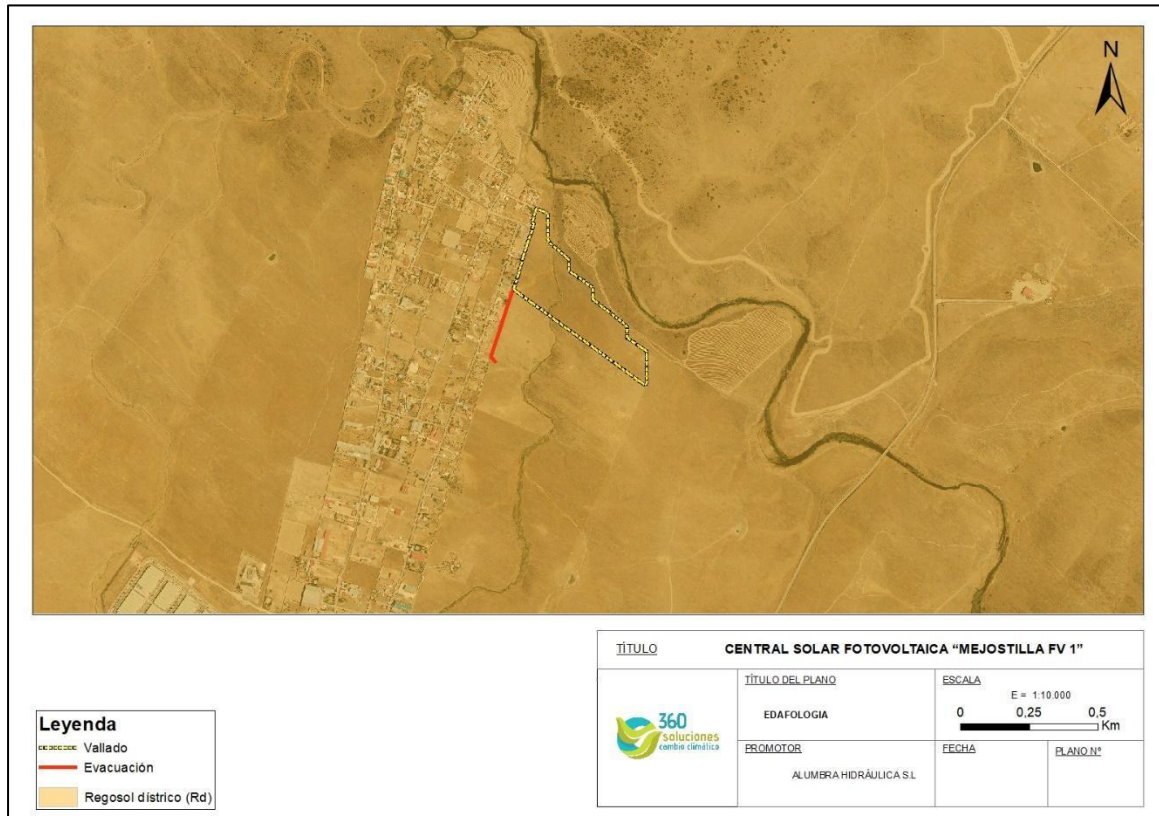 N
TÍTULO
CENTRAL SOLAR FOTOVOLTAICA “MEJOSTILLA FV 1”
360
soluciones
cambio climático
TÍTULO DEL PLANO
EDAFOLOGIA
ESCALA
E = 1:10.000
0 0,25 0,5
Km
PROMOTOR
ALUMBRA HIDRÁULICA S.L
FECHA
PLANO Nº
Leyenda
Vallado
Evacuación
Regosol dístrico (Rd)